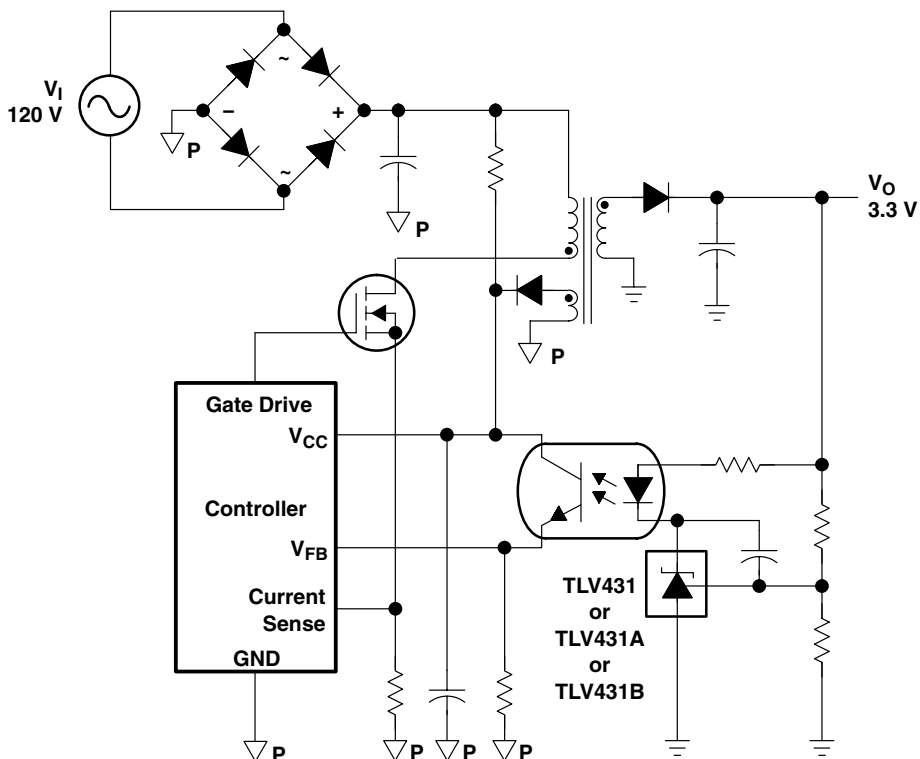 V_I
120 V
~
−
+
~
P
P
V_O
3.3 V
P
Gate Drive
V_CC
Controller
V_FB
Current
Sense
GND
TLV431
or
TLV431A
or
TLV431B
P
P
P
P